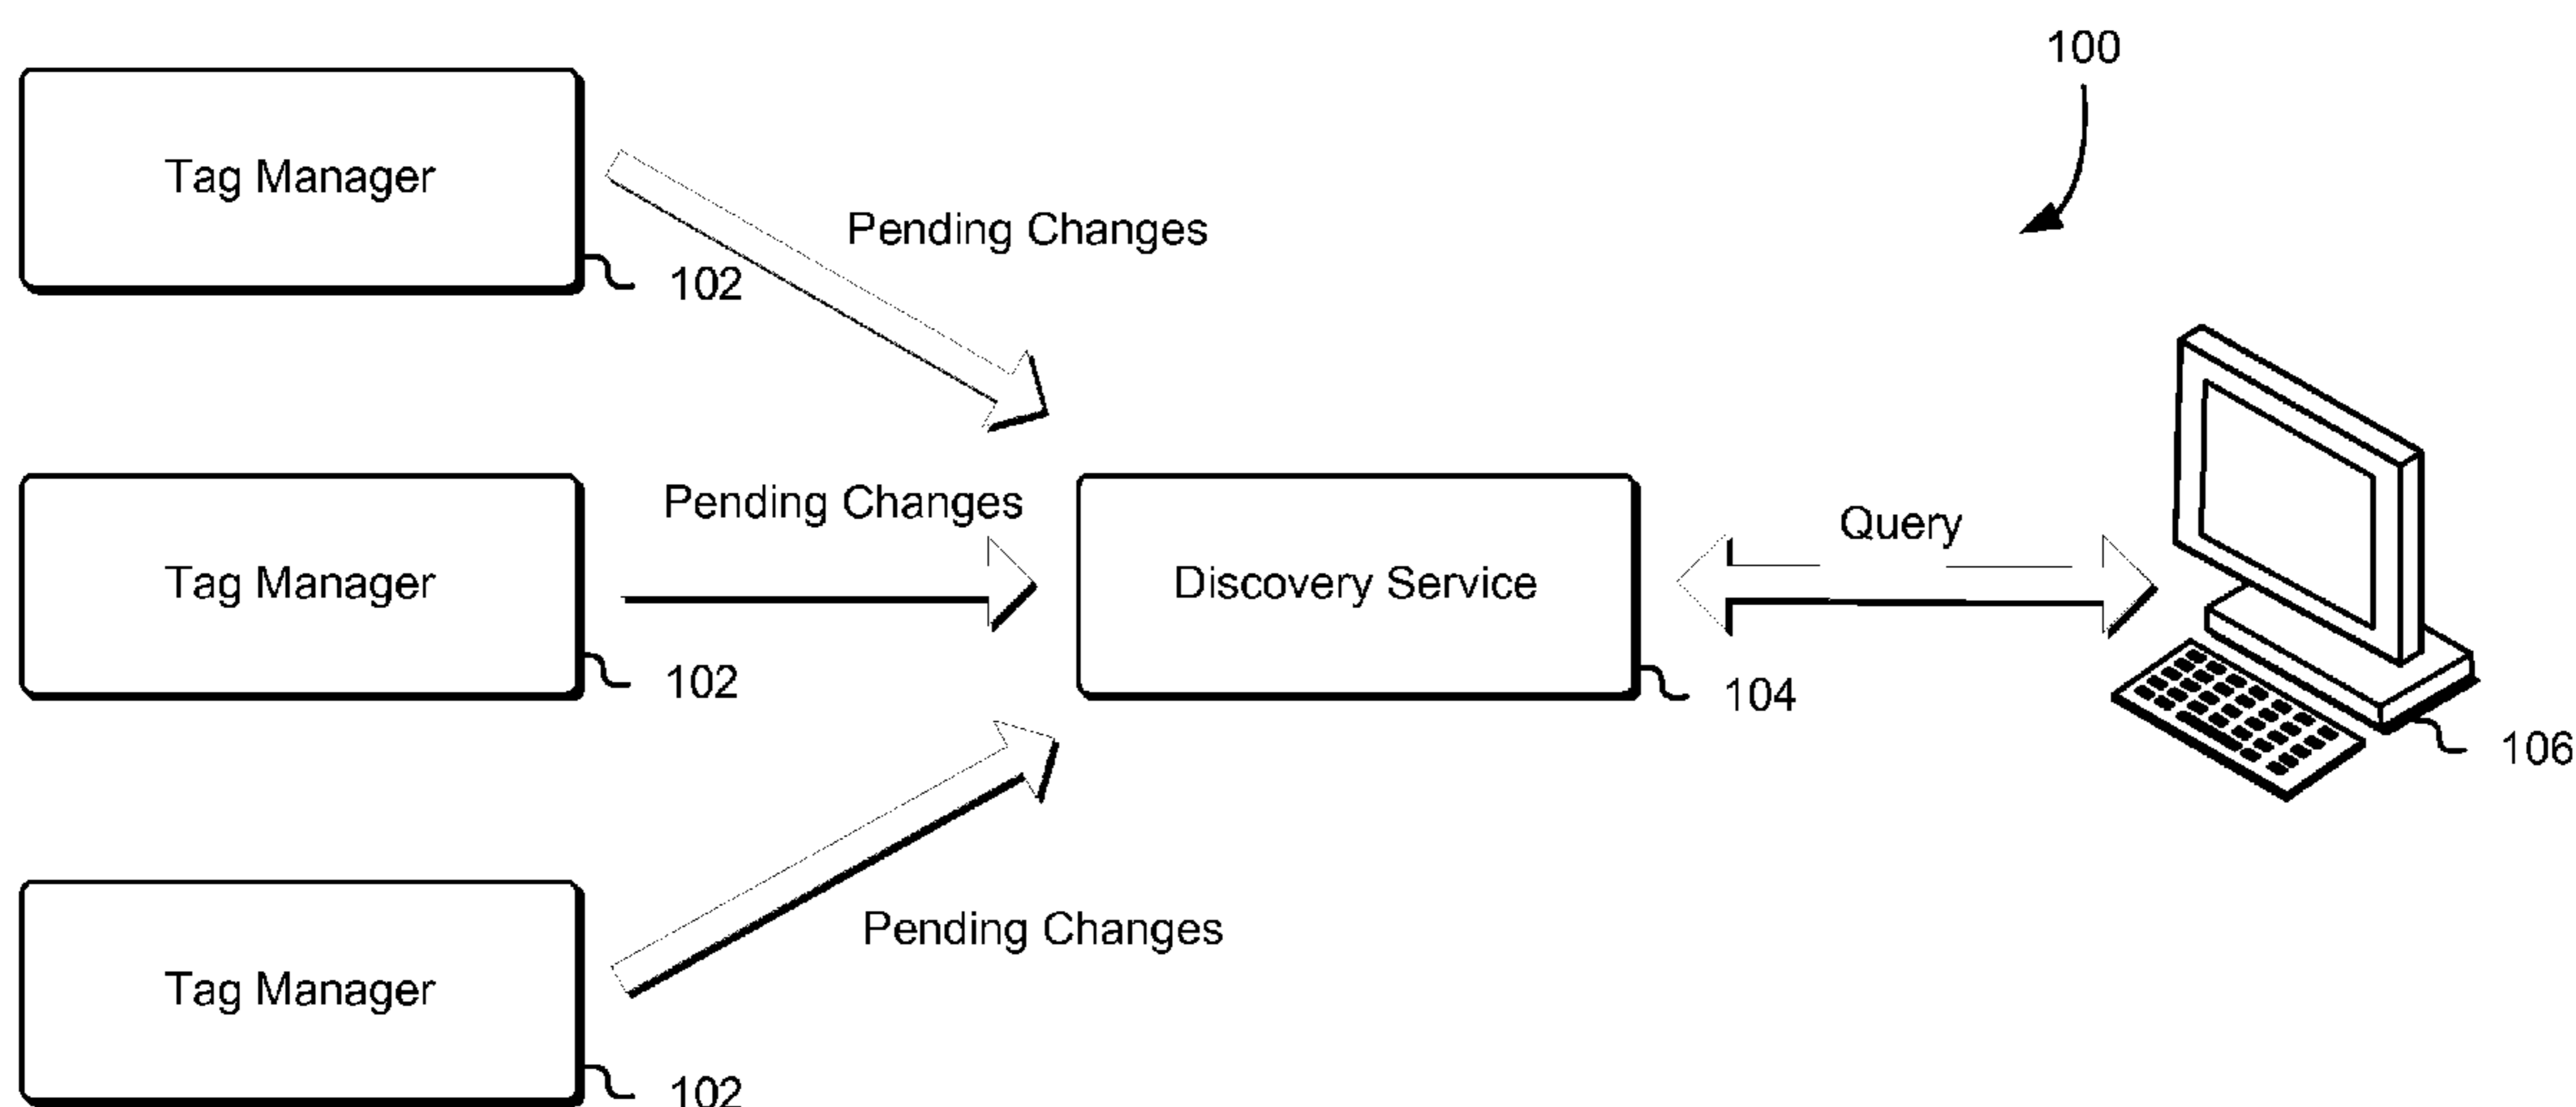 100
Tag Manager
Pending Changes
102
Pending Changes
Tag Manager
Discovery Service
Query
102
104
106
Pending Changes
Tag Manager
102